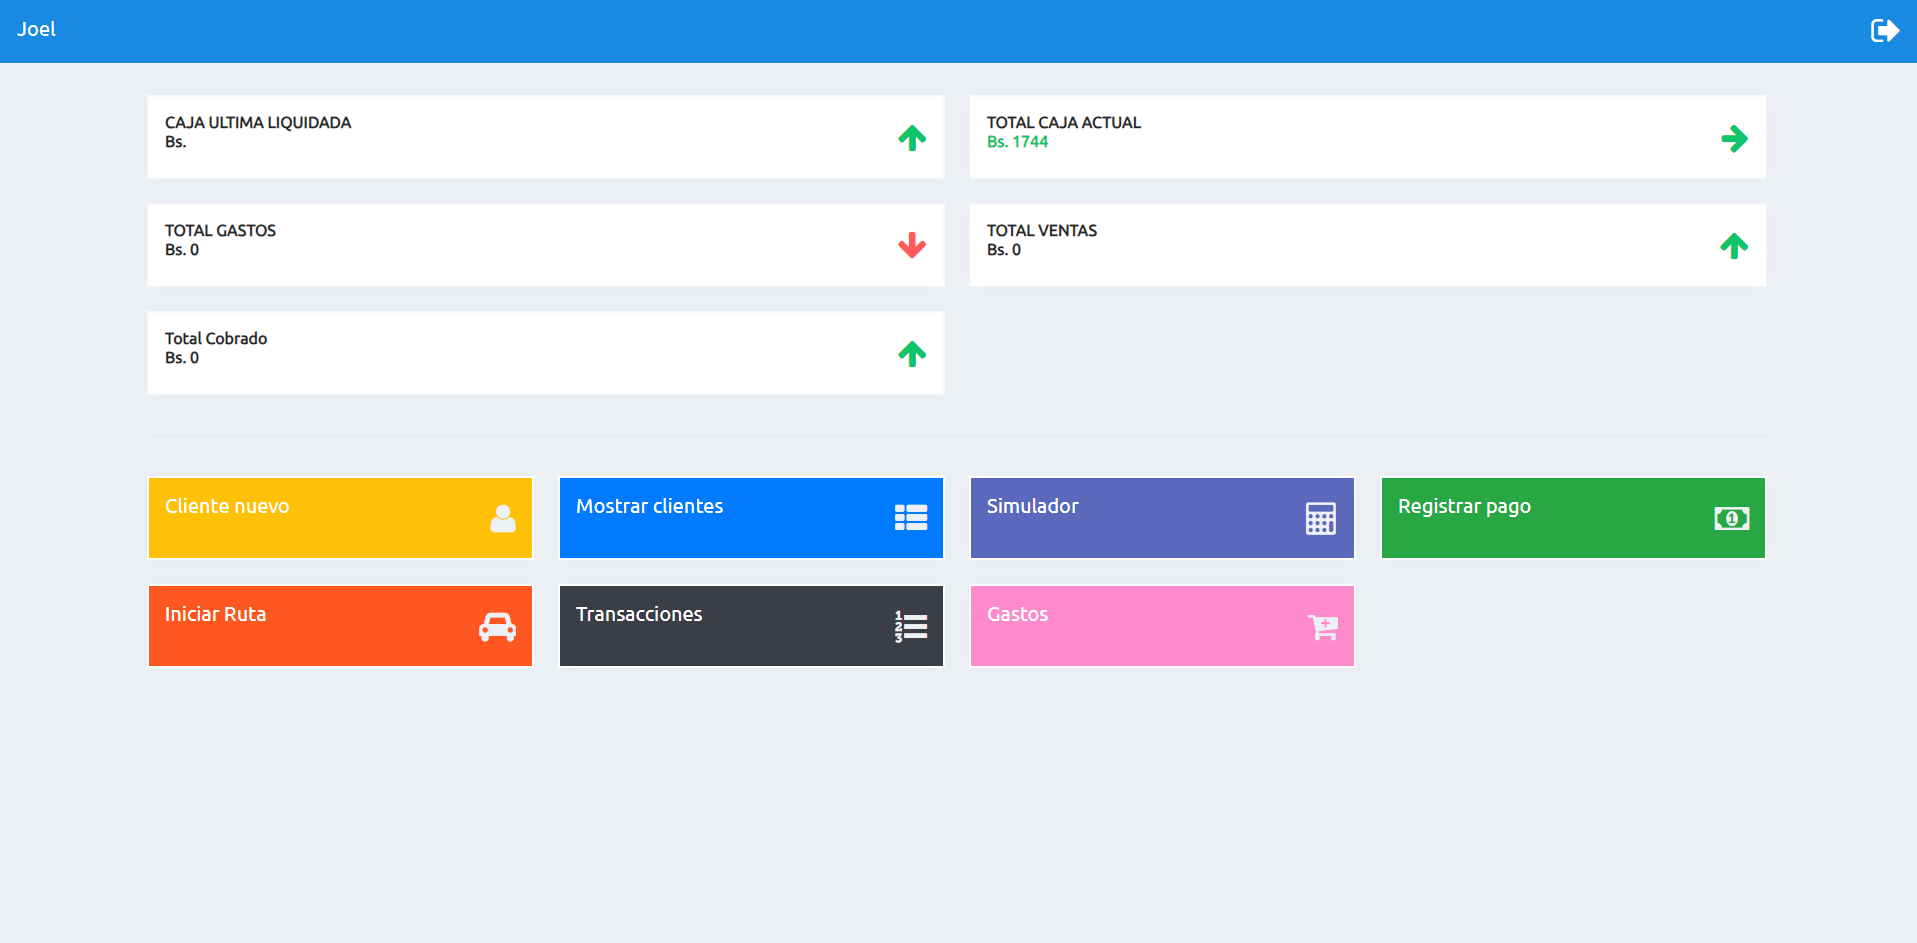 Joel
CAJA ULTIMA LIQUIDADA
Bs.
TOTAL CAJA ACTUAL
Bs. 1744
TOTAL GASTOS
Bs. 0
TOTAL VENTAS
Bs. 0
Total Cobrado
Bs. 0
Cliente nuevo
Mostrar clientes
Simulador
Registrar pago
Iniciar Ruta
Transacciones
Gastos